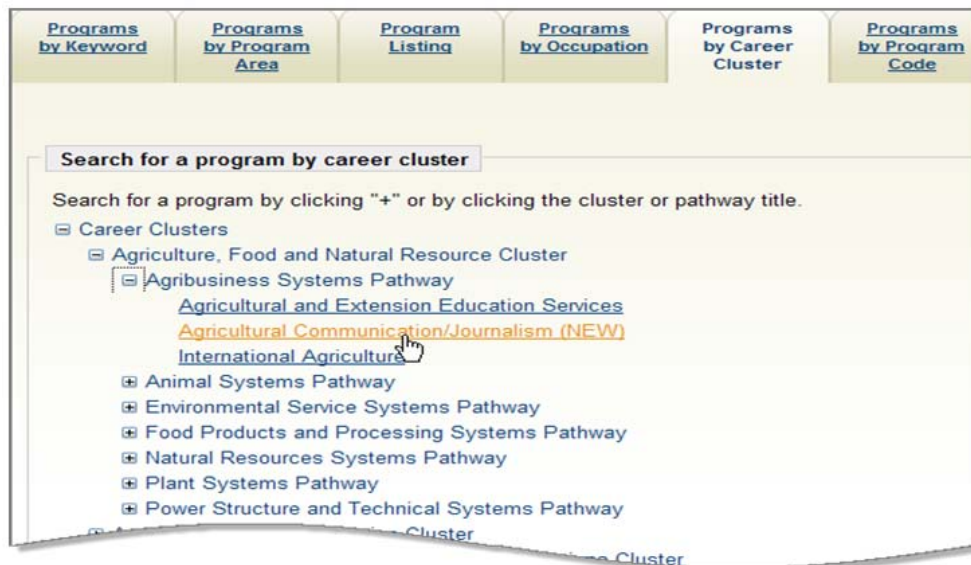 Programs by Keyword
Programs by Program Area
Program Listing
Programs by Occupation
Programs by Career Cluster
Programs by Program Code
Search for a program by career cluster
Search for a program by clicking "+" or by clicking the cluster or pathway title.
Career Clusters
Agriculture, Food and Natural Resource Cluster
Agribusiness Systems Pathway
Agricultural and Extension Education Services
Agricultural Communication/Journalism (NEW)
International Agriculture
Animal Systems Pathway
Environmental Service Systems Pathway
Food Products and Processing Systems Pathway
Natural Resources Systems Pathway
Plant Systems Pathway
Power Structure and Technical Systems Pathway
Cluster
Cluster